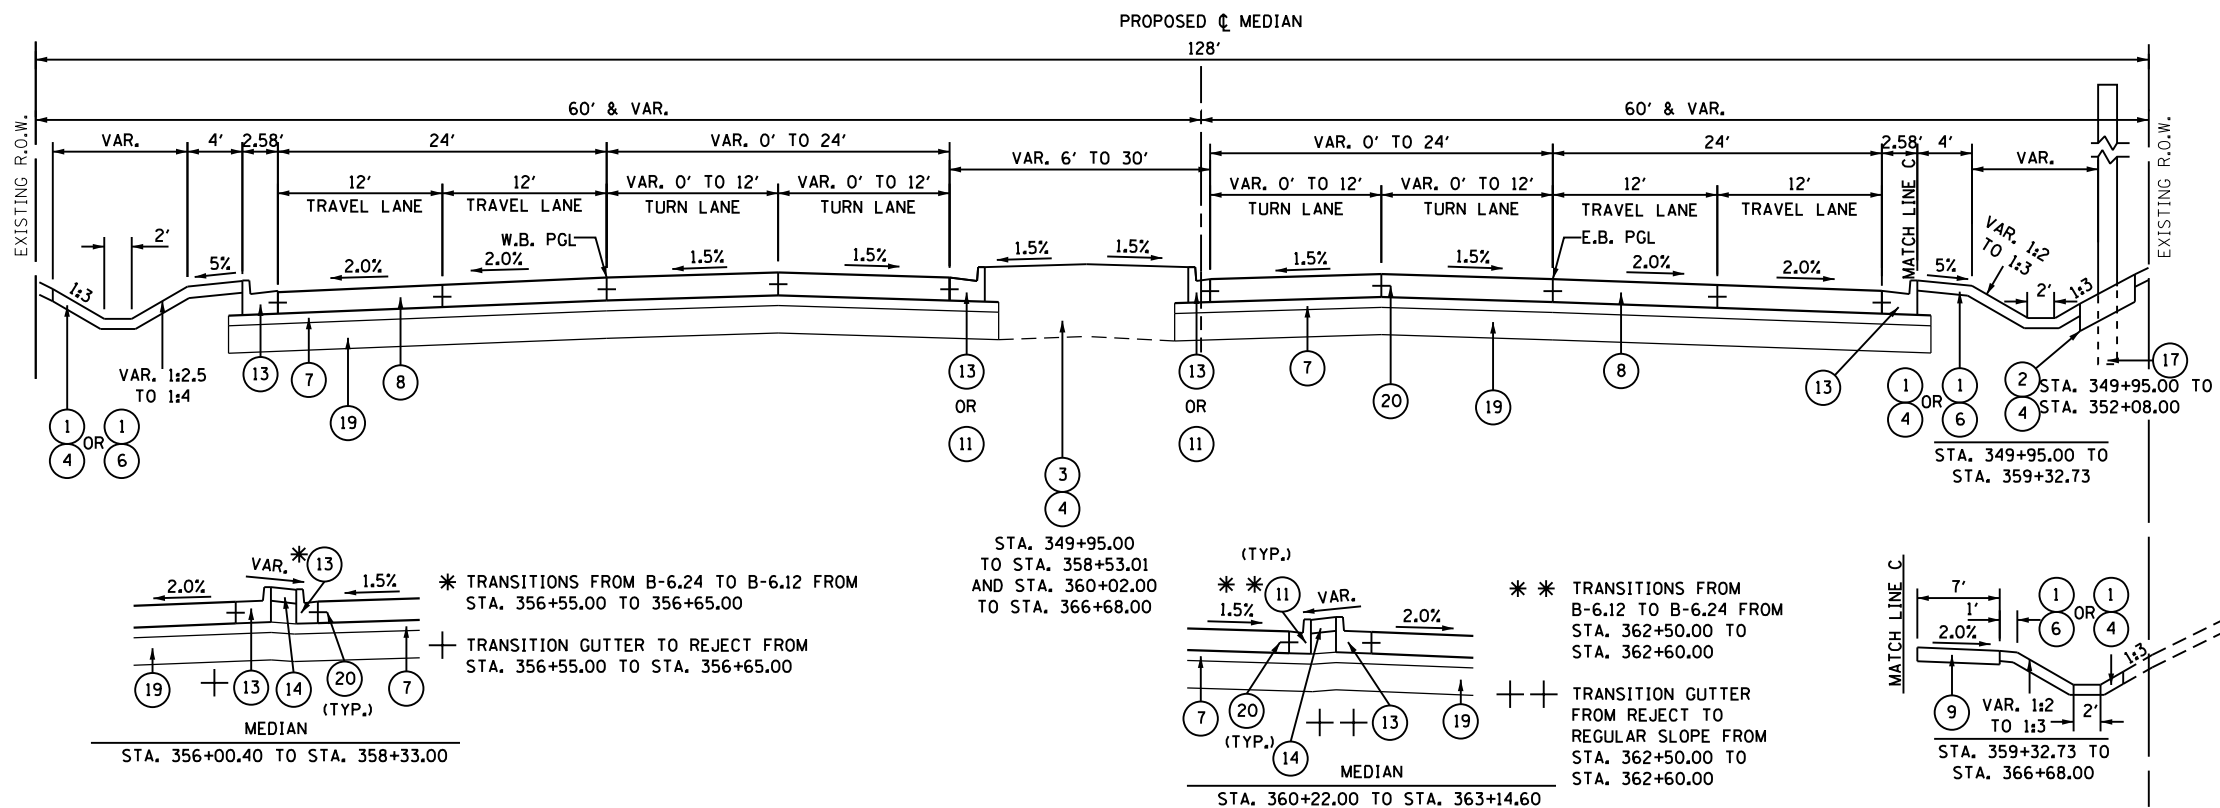 PROPOSED ℄ MEDIAN
128'
60' & VAR.
60' & VAR.
EXISTING R.O.W.
EXISTING R.O.W.
VAR.
4'
2.58'
24'
VAR. 0' TO 24'
VAR. 6' TO 30'
VAR. 0' TO 24'
24'
2.58'
4'
VAR.
12'
12'
VAR. 0' TO 12'
VAR. 0' TO 12'
VAR. 0' TO 12'
VAR. 0' TO 12'
12'
12'
TRAVEL LANE
TRAVEL LANE
TURN LANE
TURN LANE
TURN LANE
TURN LANE
TRAVEL LANE
TRAVEL LANE
MATCH LINE C
2'
W.B. PGL
E.B. PGL
VAR. 1:2
TO 1:3
1:3
5%
2.0%
2.0%
1.5%
1.5%
1.5%
1.5%
1.5%
1.5%
2.0%
2.0%
5%
2'
1:3
VAR. 1:2.5
TO 1:4
13
7
8
19
13
OR
11
13
OR
11
7
20
19
8
13
1
4
OR
1
6
1
4
OR
1
6
2
4
17
STA. 349+95.00 TO
STA. 352+08.00
STA. 349+95.00 TO
STA. 359+32.73
3
4
STA. 349+95.00
TO STA. 358+53.01
AND STA. 360+02.00
TO STA. 366+68.00
VAR.
* 13
2.0%
1.5%
19
+ 13
14
20
(TYP.)
7
MEDIAN
STA. 356+00.40 TO STA. 358+33.00
* TRANSITIONS FROM B-6.24 TO B-6.12 FROM
STA. 356+55.00 TO 356+65.00
+ TRANSITION GUTTER TO REJECT FROM
STA. 356+55.00 TO STA. 356+65.00
(TYP.)
* * 11
1.5%
VAR.
2.0%
7
20
(TYP.)
14
+ + 13
19
MEDIAN
STA. 360+22.00 TO STA. 363+14.60
* * TRANSITIONS FROM
B-6.12 TO B-6.24 FROM
STA. 362+50.00 TO
STA. 362+60.00
+ + TRANSITION GUTTER
FROM REJECT TO
REGULAR SLOPE FROM
STA. 362+50.00 TO
STA. 362+60.00
MATCH LINE C
7'
1'
2.0%
1
6
OR
1
4
1:3
9
VAR. 1:2
TO 1:3
2'
STA. 359+32.73 TO
STA. 366+68.00